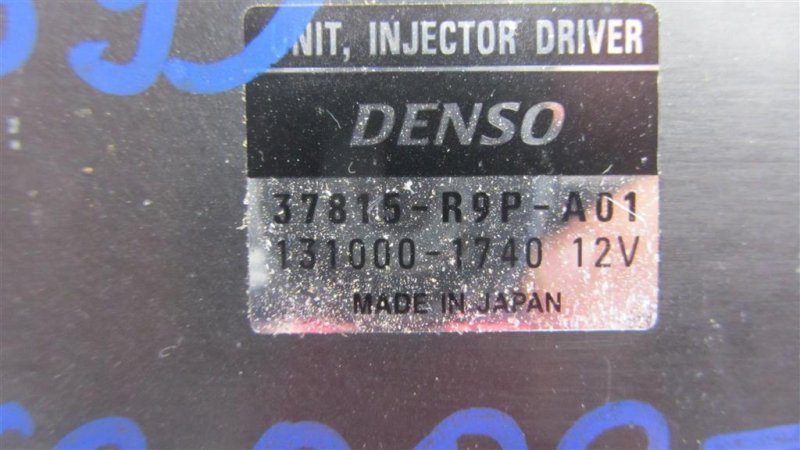 UNIT, INJECTOR DRIVER
DENSO
37815-R9P-A01
131000-1740 12V
MADE IN JAPAN